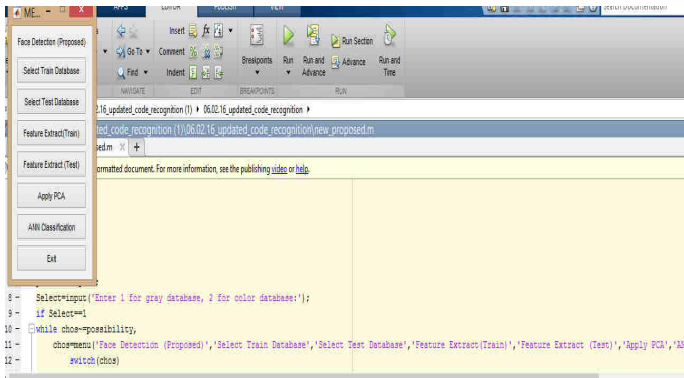 ME...
Face Detection (Proposed)
Select Train Database
Select Test Database
Feature Extract(Train)
Feature Extract (Test)
Apply PCA
ANN Classification
Exit
APPS EDITOR PUBLISH VIEW
Search Documentation
Insert fx
Go To Comment
Find Indent
Breakpoints Run Run and Advance Run Section Advance Run and Time
NAVIGATE EDIT BREAKPOINTS RUN
2.16_updated_code_recognition (1) 06.02.16_updated_code_recognition
ted_code_recognition (1)\06.02.16_updated_code_recognition\new_proposed.m
sed.m
ormatted document. For more information, see the publishing video or help.
8 - Select=input('Enter 1 for gray database, 2 for color database:');
9 - if Select==1
10 - while chos~=possibility,
11 - chos=menu('Face Detection (Proposed)','Select Train Database','Select Test Database','Feature Extract(Train)','Feature Extract (Test)','Apply PCA','AN
12 - switch(chos)